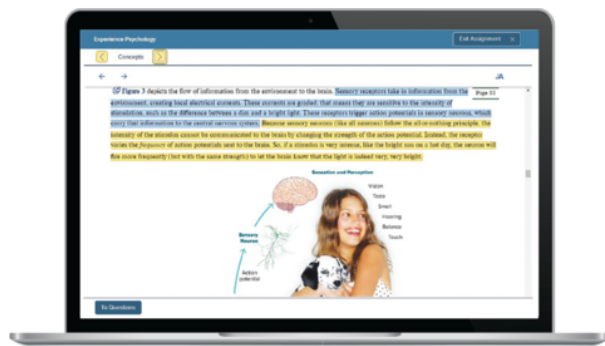 Experience Psychology
Exit Assignment X
Concepts
Figure 3 depicts the flow of information from the environment to the brain. Sensory receptors take in information from the
Page 83
environment, creating local electrical currents. These currents are graded; that means they are sensitive to the intensity of
stimulation, such as the difference between a dim and a bright light. These receptors trigger action potentials in sensory neurons, which
carry that information to the central nervous system. Because sensory neurons (like all neurons) follow the all-or-nothing principle, the
intensity of the stimulus cannot be communicated to the brain by changing the strength of the action potential. Instead, the receptor
varies the frequency of action potentials sent to the brain. So, if a stimulus is very intense, like the bright sun on a hot day, the neuron will
fire more frequently (but with the same strength) to let the brain know that the light is indeed very, very bright.
Sensation and Perception
Vision
Taste
Smell
Hearing
Balance
Touch
Sensory
Neuron
Action
potential
To Questions